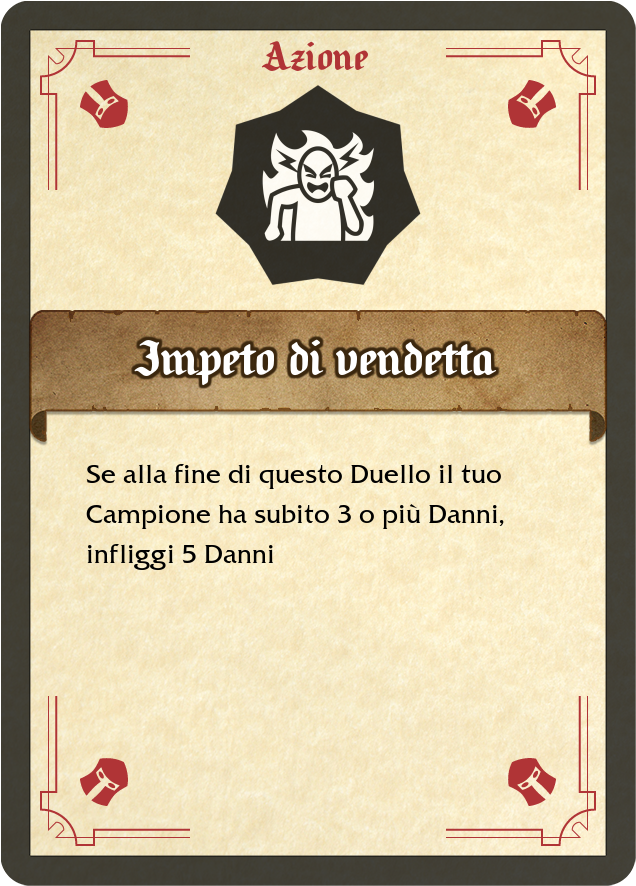 Azione
Impeto di vendetta
Se alla fine di questo Duello il tuo
Campione ha subito 3 o più Danni,
infliggi 5 Danni